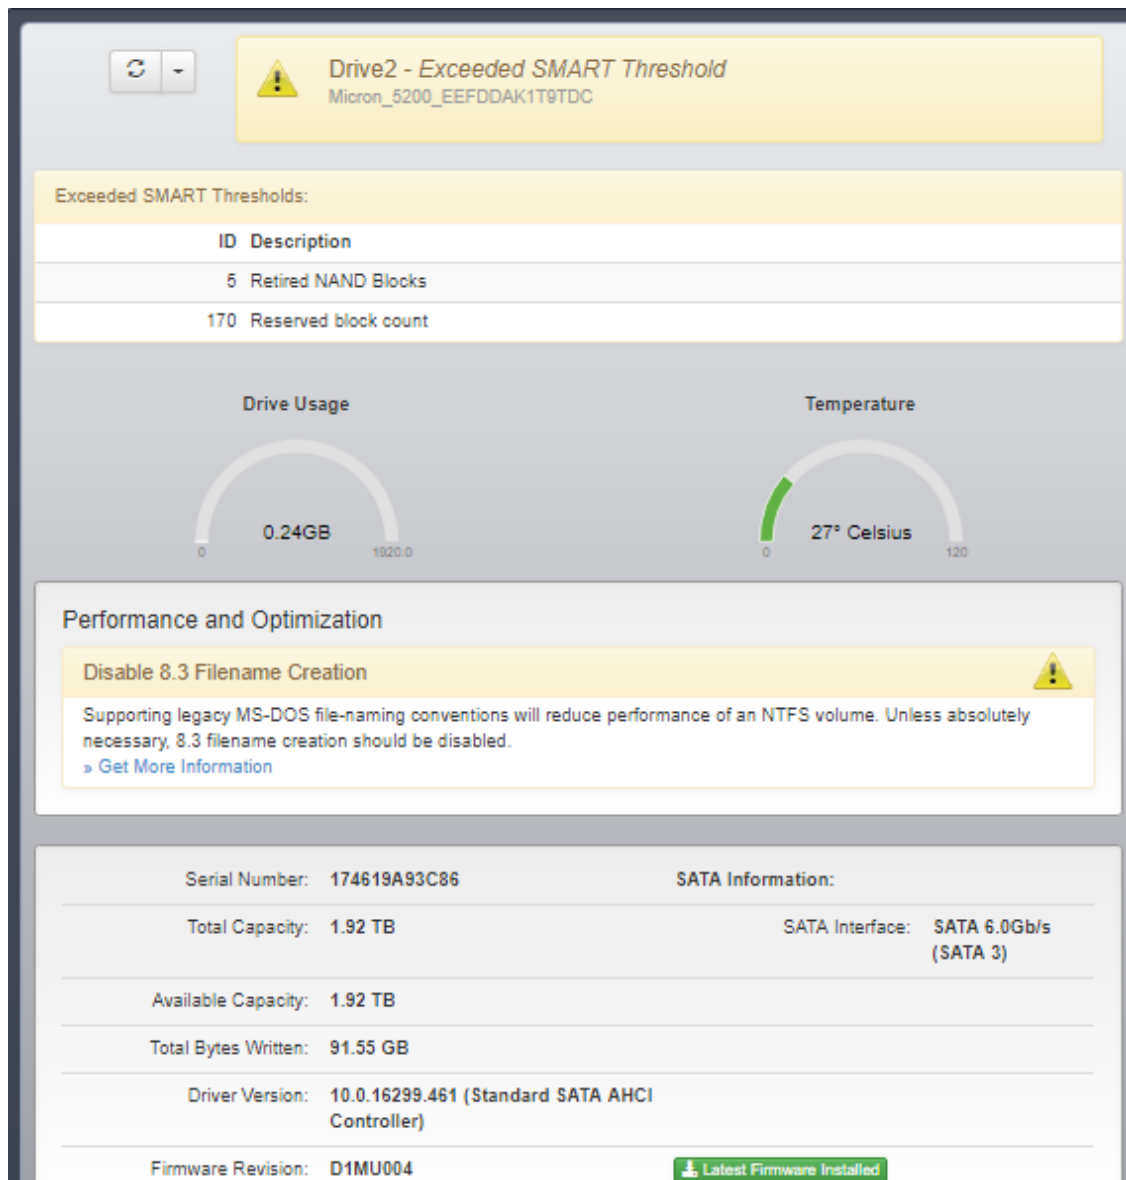 Drive2 - Exceeded SMART Threshold
Micron_5200_EEFDDAK1T9TDC
Exceeded SMART Thresholds:
ID Description
5 Retired NAND Blocks
170 Reserved block count
Drive Usage
0.24GB
0 1920.0
Temperature
27° Celsius
0 120
Performance and Optimization
Disable 8.3 Filename Creation
Supporting legacy MS-DOS file-naming conventions will reduce performance of an NTFS volume. Unless absolutely
necessary, 8.3 filename creation should be disabled.
» Get More Information
Serial Number: 174619A93C86
SATA Information:
Total Capacity: 1.92 TB
SATA Interface: SATA 6.0Gb/s
(SATA 3)
Available Capacity: 1.92 TB
Total Bytes Written: 91.55 GB
Driver Version: 10.0.16299.461 (Standard SATA AHCI
Controller)
Firmware Revision: D1MU004
Latest Firmware Installed